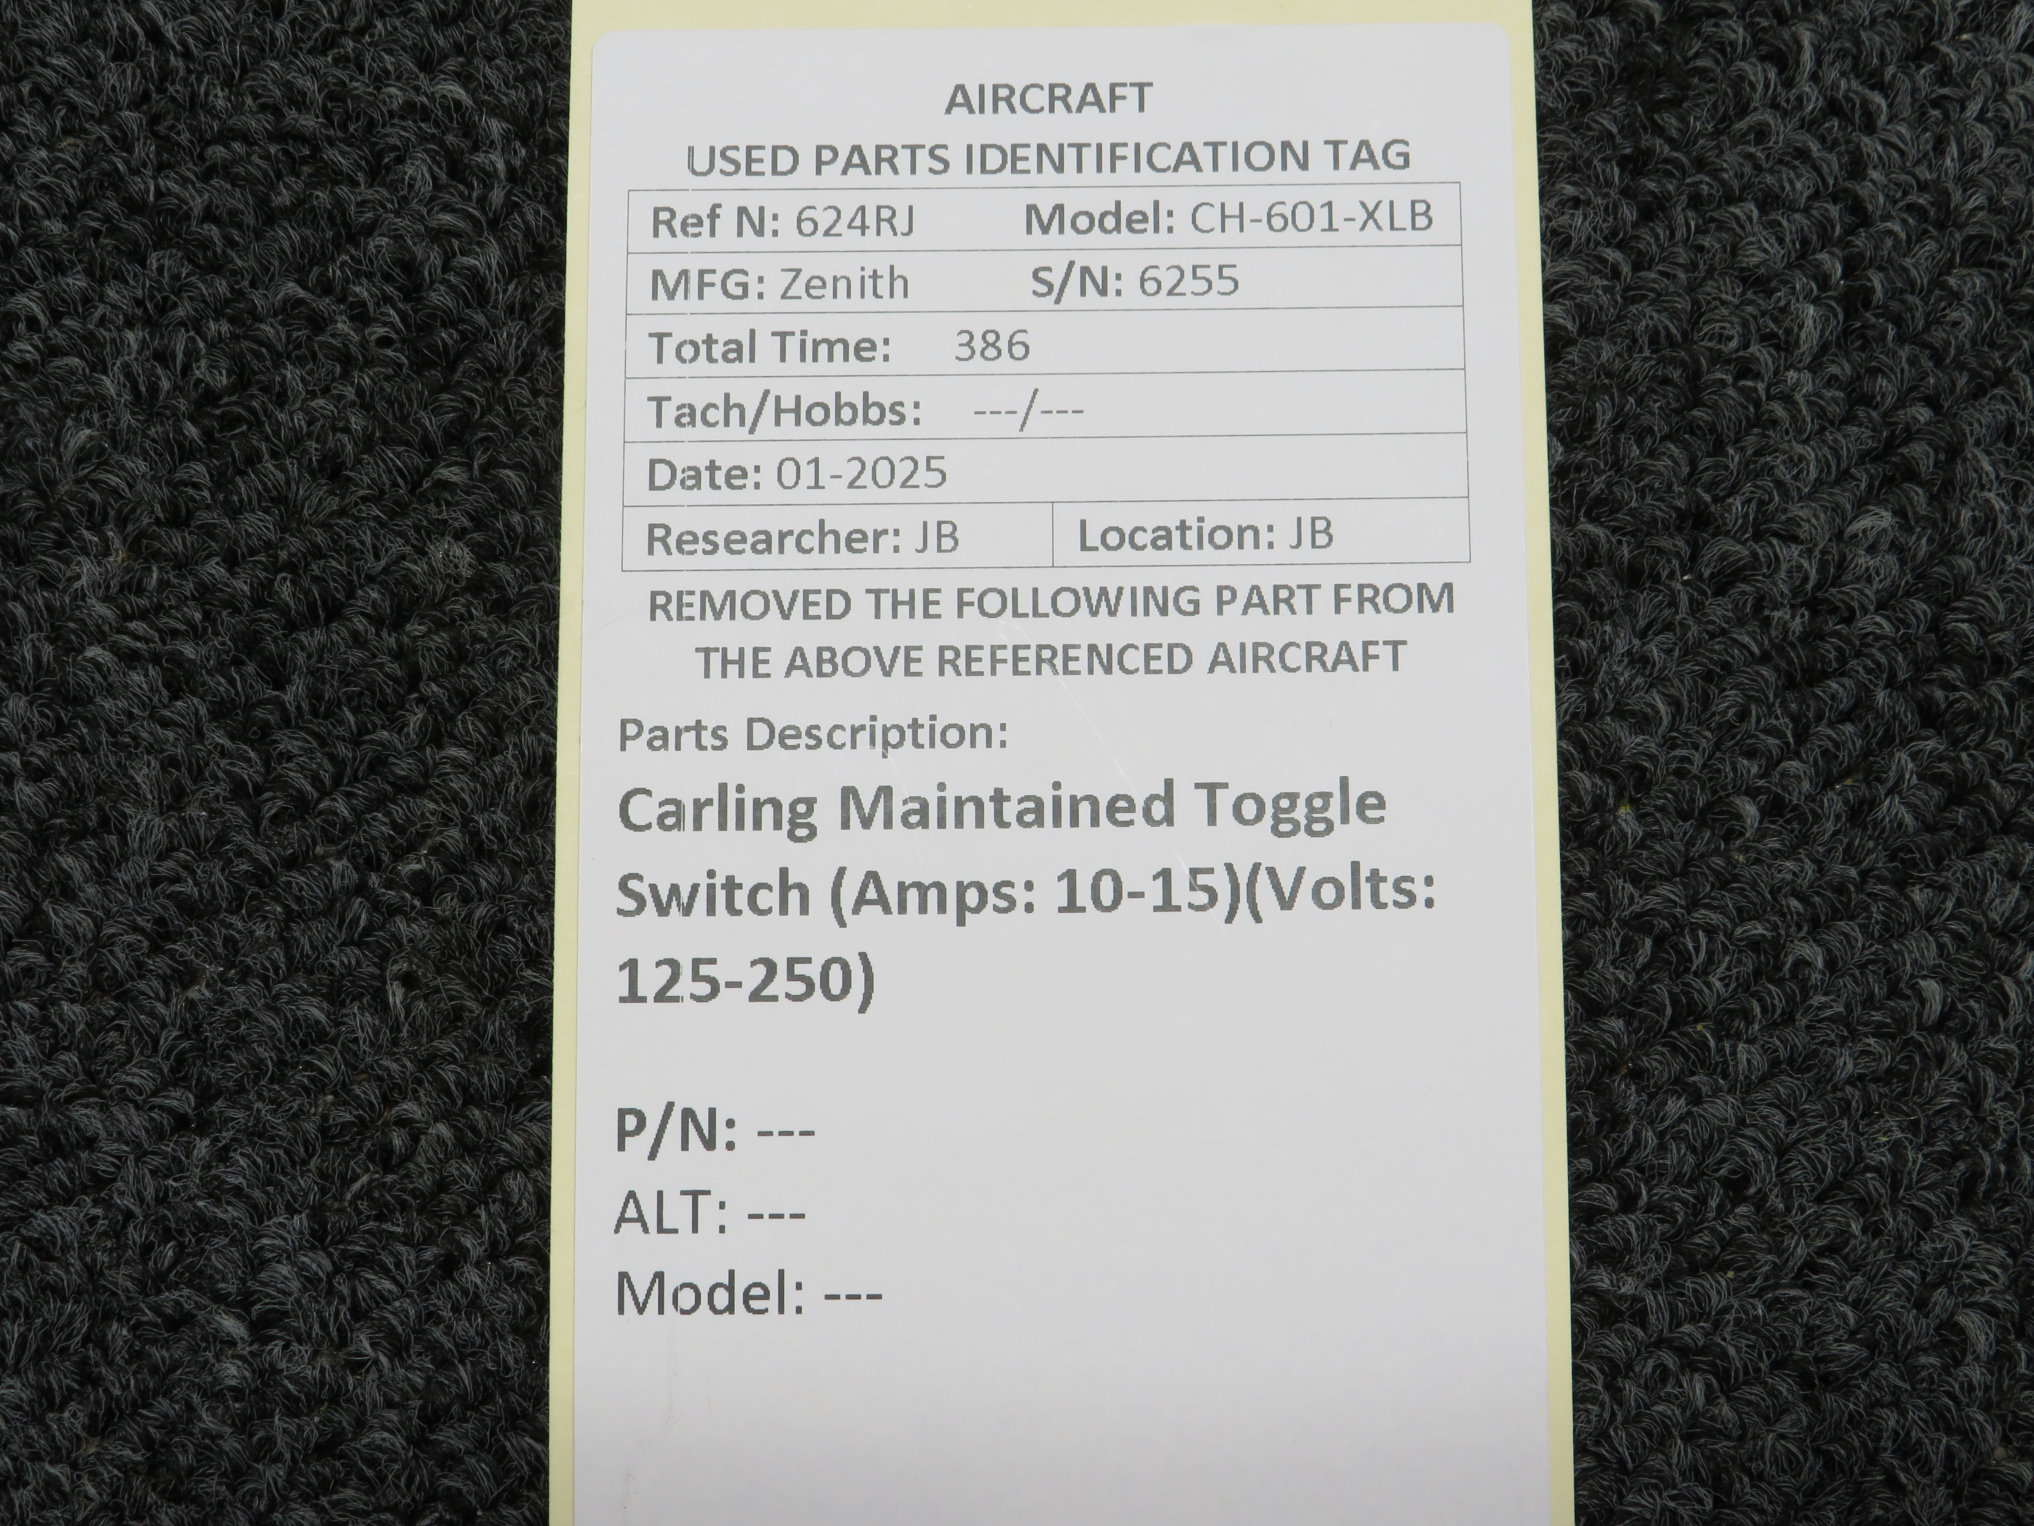 AIRCRAFT
USED PARTS IDENTIFICATION TAG
Ref N: 624RJ Model: CH-601-XLB
MFG: Zenith S/N: 6255
Total Time: 386
Tach/Hobbs: ---/---
Date: 01-2025
Researcher: JB Location: JB
REMOVED THE FOLLOWING PART FROM
THE ABOVE REFERENCED AIRCRAFT
Parts Description:
Carling Maintained Toggle
Switch (Amps: 10-15)(Volts:
125-250)
P/N: ---
ALT: ---
Model: ---